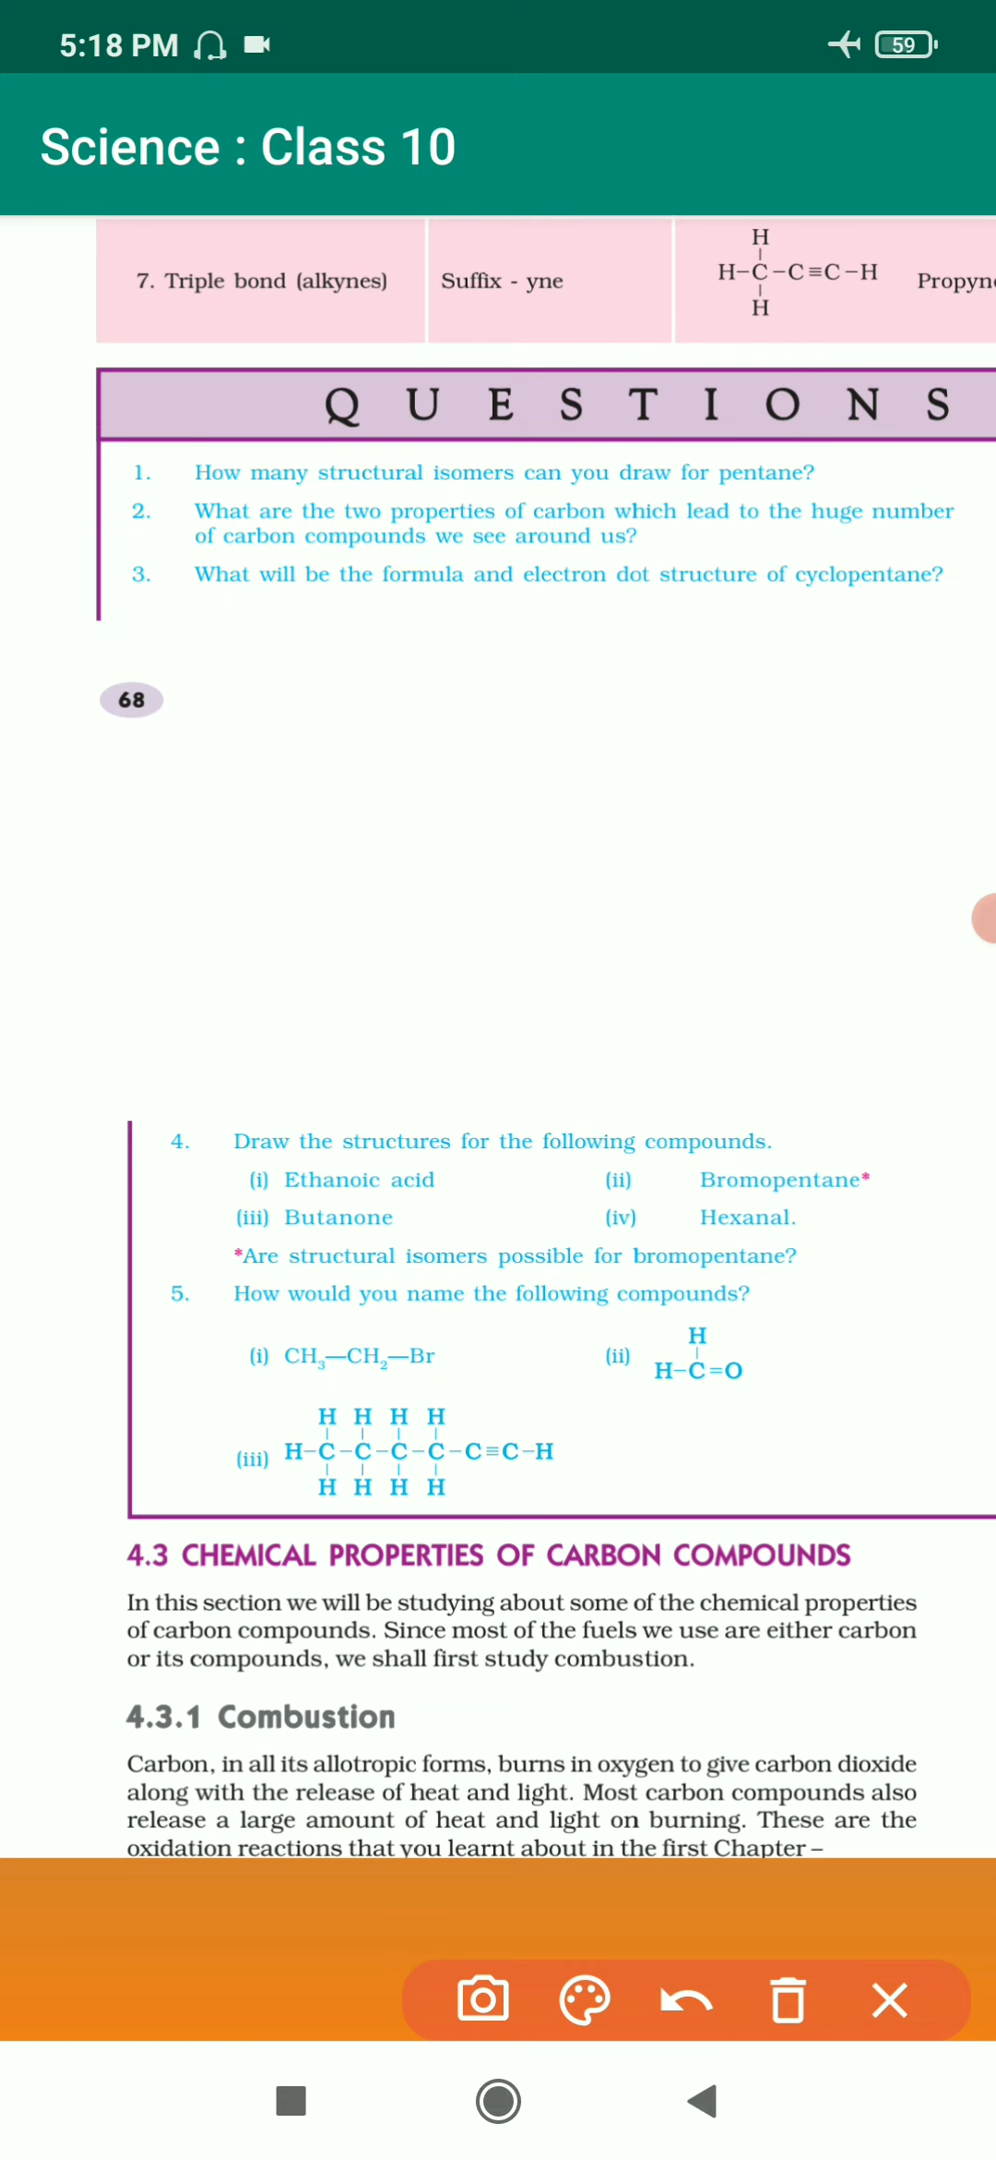 5:18 PM 59
Science : Class 10
7. Triple bond (alkynes) Suffix - yne
H
H-C-C≡C-H Propyn
H
QUESTIONS
1. How many structural isomers can you draw for pentane?
2. What are the two properties of carbon which lead to the huge number
of carbon compounds we see around us?
3. What will be the formula and electron dot structure of cyclopentane?
68
4. Draw the structures for the following compounds.
(i) Ethanoic acid (ii) Bromopentane*
(iii) Butanone (iv) Hexanal.
*Are structural isomers possible for bromopentane?
5. How would you name the following compounds?
H
(i) CH₃—CH₂—Br (ii) H-C=O
H H H H
(iii) H-C-C-C-C-C≡C-H
H H H H
4.3 CHEMICAL PROPERTIES OF CARBON COMPOUNDS
In this section we will be studying about some of the chemical properties
of carbon compounds. Since most of the fuels we use are either carbon
or its compounds, we shall first study combustion.
4.3.1 Combustion
Carbon, in all its allotropic forms, burns in oxygen to give carbon dioxide
along with the release of heat and light. Most carbon compounds also
release a large amount of heat and light on burning. These are the
oxidation reactions that you learnt about in the first Chapter –